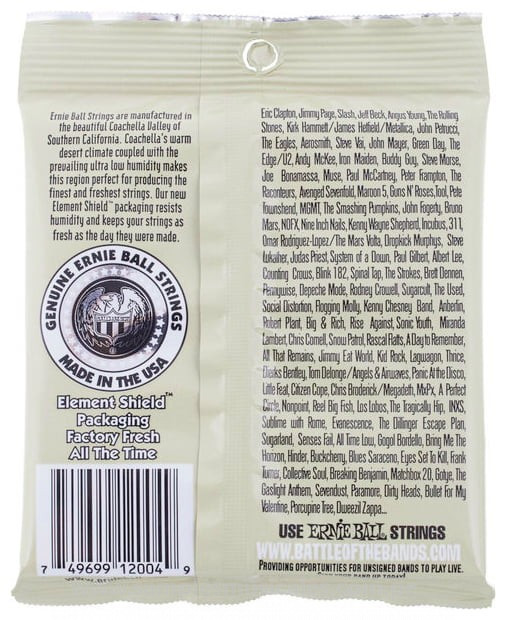 Ernie Ball Strings are manufactured in
the beautiful Coachella Valley of
Southern California. Coachella's warm
desert climate coupled with the
prevailing ultra low humidity makes
this region perfect for producing the
finest and freshest strings. Our new
Element Shield™ packaging resists
humidity and keeps your strings as
fresh as the day they were made.
GENUINE ERNIE BALL STRINGS
MADE IN THE USA
Element Shield™
Packaging
Factory Fresh
All The Time
7 49699 12004 9
Eric Clapton, Jimmy Page, Slash, Jeff Beck, Angus Young, The Rolling
Stones, Kirk Hammett/James Hetfield/Metallica, John Petrucci,
The Eagles, Aerosmith, Steve Vai, John Mayer, Green Day, The
Edge/U2, Andy McKee, Iron Maiden, Buddy Guy, Steve Morse,
Joe Bonamassa, Muse, Paul McCartney, Peter Frampton, The
Raconteurs, Avenged Sevenfold, Maroon 5, Guns N' Roses, Tool, Pete
Townshend, MGMT, The Smashing Pumpkins, John Fogerty, Bruno
Mars, NOFX, Nine Inch Nails, Kenny Wayne Shepherd, Incubus, 311,
Omar Rodriguez-Lopez/The Mars Volta, Dropkick Murphys, Steve
Lukather, Judas Priest, System of a Down, Paul Gilbert, Albert Lee,
Counting Crows, Blink 182, Spinal Tap, The Strokes, Brett Dennen,
Pennywise, Depeche Mode, Rodney Crowell, Sugarcult, The Used,
Social Distortion, Flogging Molly, Kenny Chesney Band, Anberlin,
Robert Plant, Big & Rich, Rise Against, Sonic Youth, Miranda
Lambert, Chris Cornell, Snow Patrol, Rascal Flatts, A Day to Remember,
All That Remains, Jimmy Eat World, Kid Rock, Lagwagon, Thrice,
Dierks Bentley, Tom Delonge/Angels & Airwaves, Panic At the Disco,
Little Feat, Citizen Cope, Chris Broderick/Megadeth, MxPx, A Perfect
Circle, Nonpoint, Reel Big Fish, Los Lobos, The Tragically Hip, INXS,
Sublime with Rome, Evanescence, The Dillinger Escape Plan,
Sugarland, Senses Fail, All Time Low, Gogol Bordello, Bring Me The
Horizon, Hinder, Buckcherry, Blues Saraceno, Eyes Set To Kill, Frank
Turner, Collective Soul, Breaking Benjamin, Matchbox 20, Gotye, The
Gaslight Anthem, Sevendust, Paramore, Dirty Heads, Bullet For My
Valentine, Porcupine Tree, Dweezil Zappa...
USE ERNIE BALL STRINGS
WWW.BATTLEOFTHEBANDS.COM
PROVIDING OPPORTUNITIES FOR UNSIGNED BANDS TO PLAY LIVE.